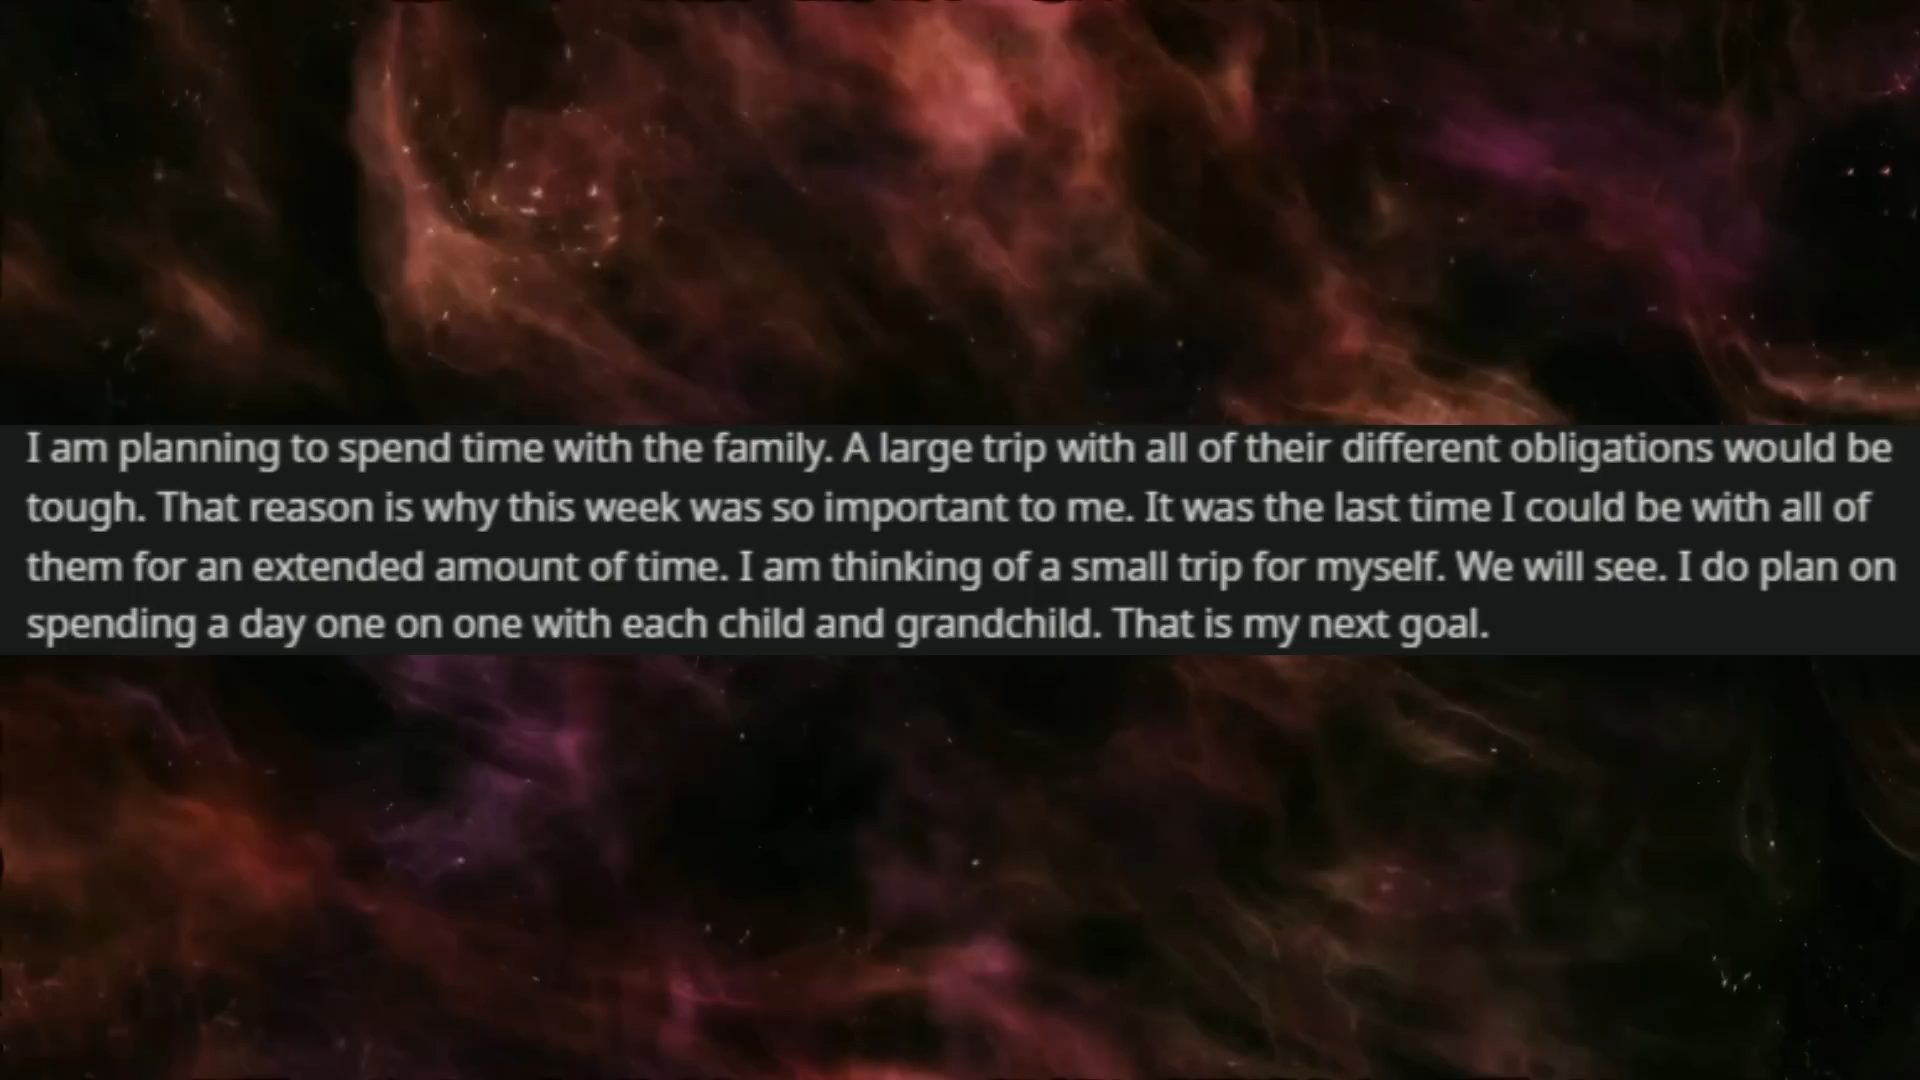 I am planning to spend time with the family. A large trip with all of their different obligations would be
tough. That reason is why this week was so important to me. It was the last time I could be with all of
them for an extended amount of time. I am thinking of a small trip for myself. We will see. I do plan on
spending a day one on one with each child and grandchild. That is my next goal.